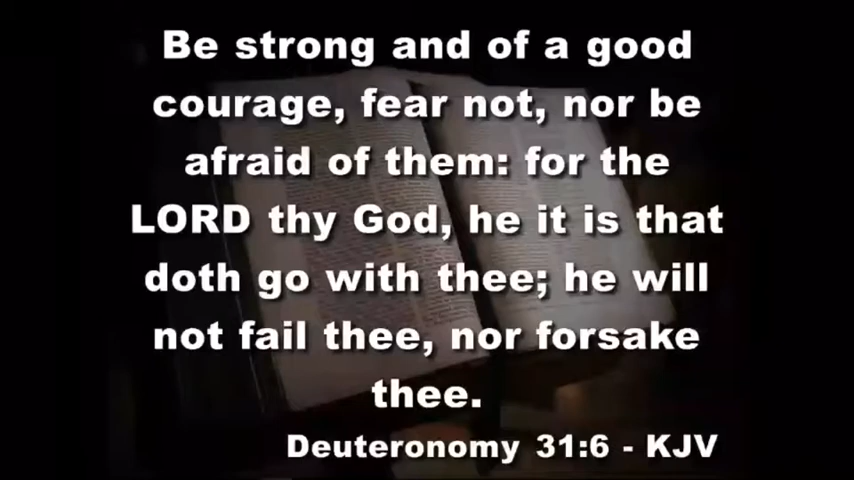 Be strong and of a good
courage, fear not, nor be
afraid of them: for the
LORD thy God, he it is that
doth go with thee; he will
not fail thee, nor forsake
thee.
Deuteronomy 31:6 - KJV